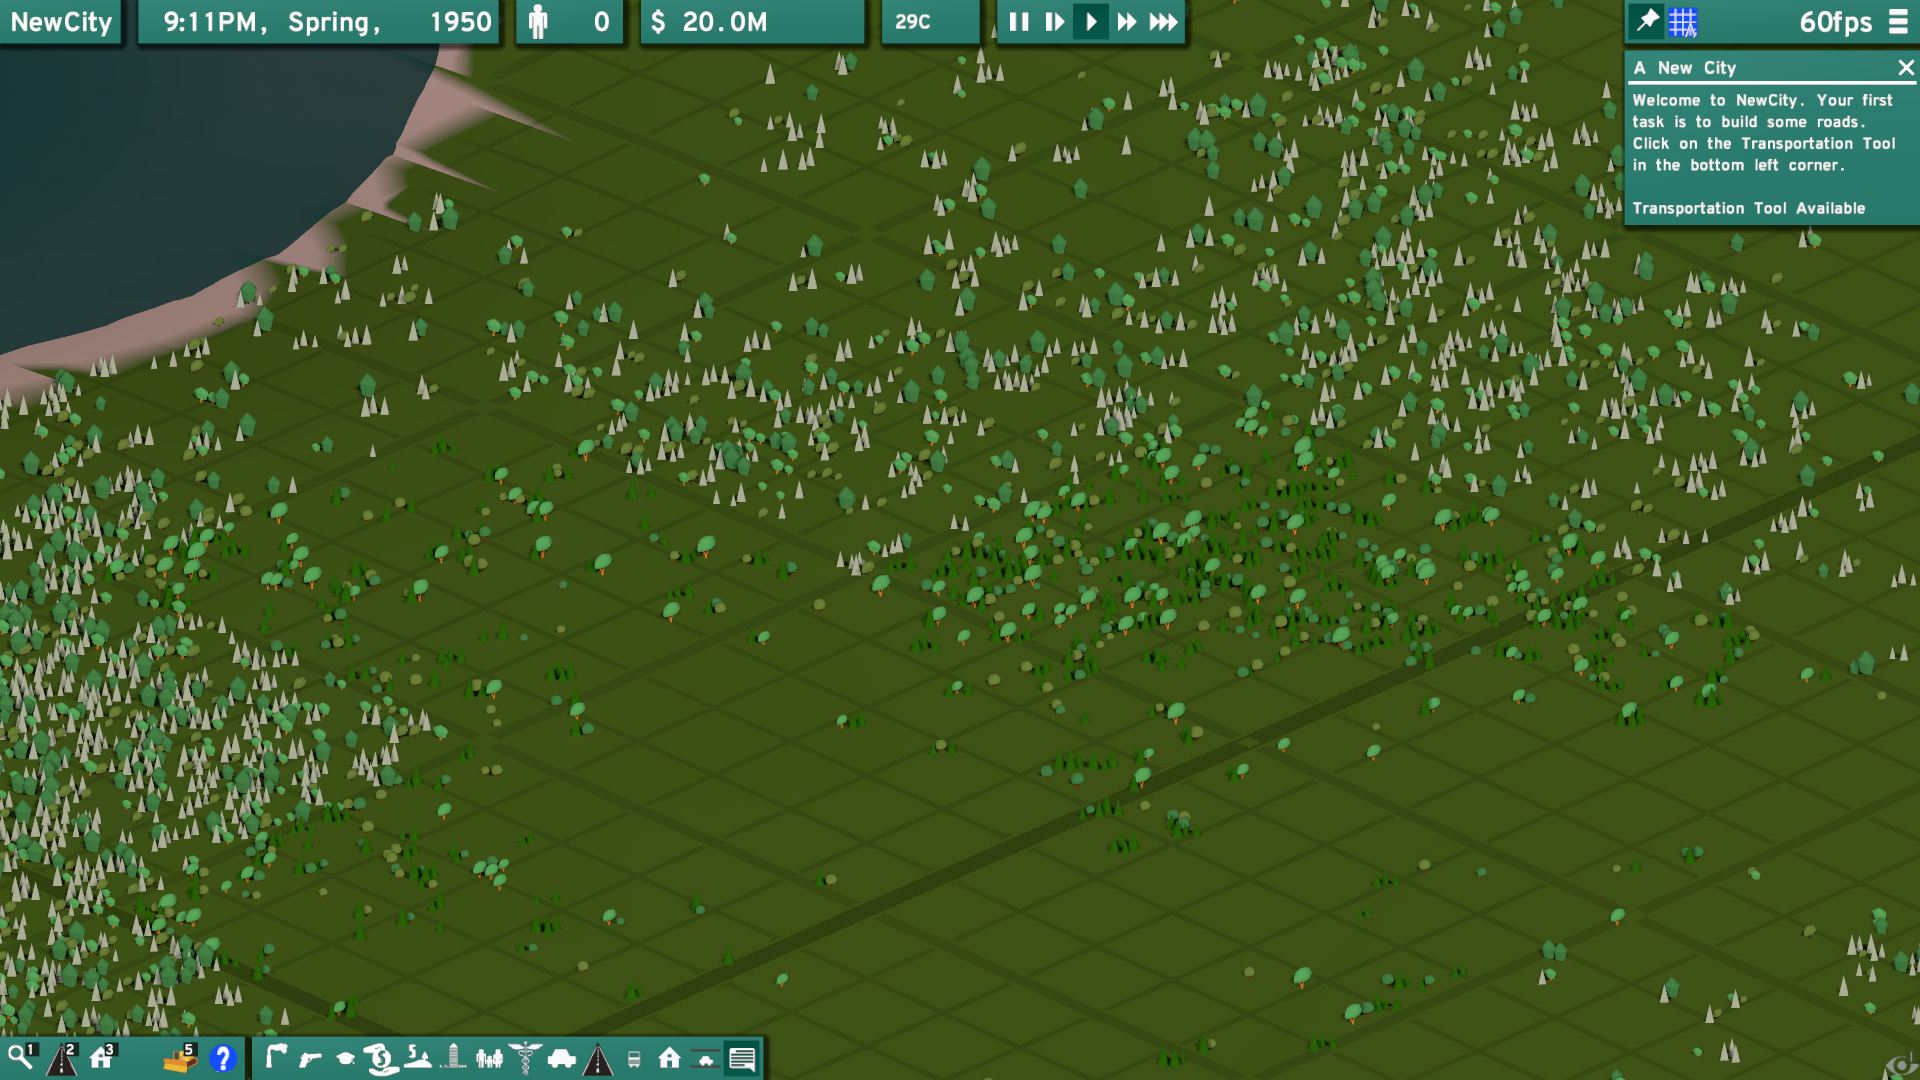 NewCity
9:11PM, Spring, 1950
0
$ 20.0M
29C
60fps
A New City
Welcome to NewCity. Your first
task is to build some roads.
Click on the Transportation Tool
in the bottom left corner.
Transportation Tool Available
1
2
3
5
?
$
1